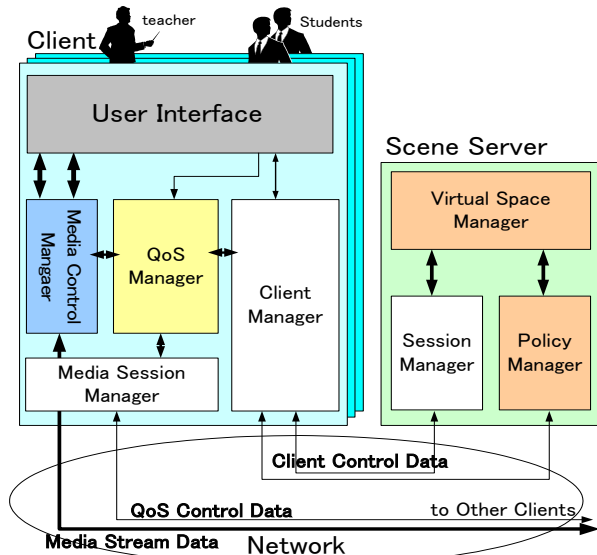 teacher
Students
Client
User Interface
Scene Server
Virtual Space
Manager
Media Control
Mangaer
QoS
Manager
Client
Manager
Session
Manager
Policy
Manager
Media Session
Manager
Client Control Data
QoS Control Data
to Other Clients
Media Stream Data
Network